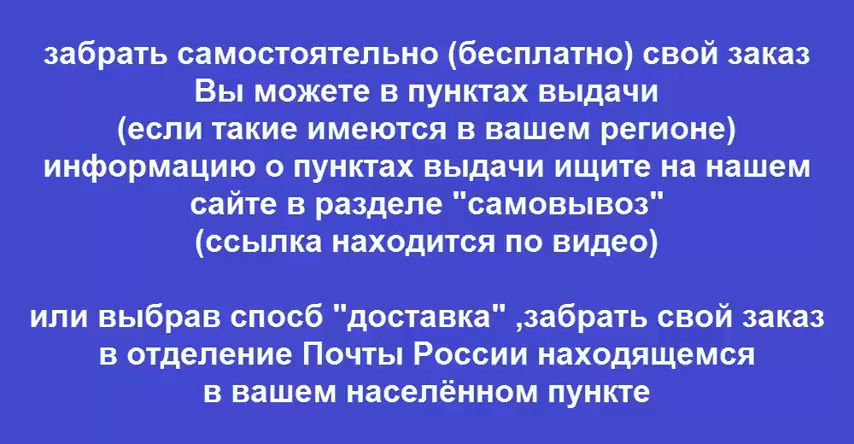 забрать самостоятельно (бесплатно) свой заказ
Вы можете в пунктах выдачи
(если такие имеются в вашем регионе)
информацию о пунктах выдачи ищите на нашем
сайте в разделе "самовывоз"
(ссылка находится по видео)
или выбрав спосб "доставка" ,забрать свой заказ
в отделение Почты России находящемся
в вашем населённом пункте